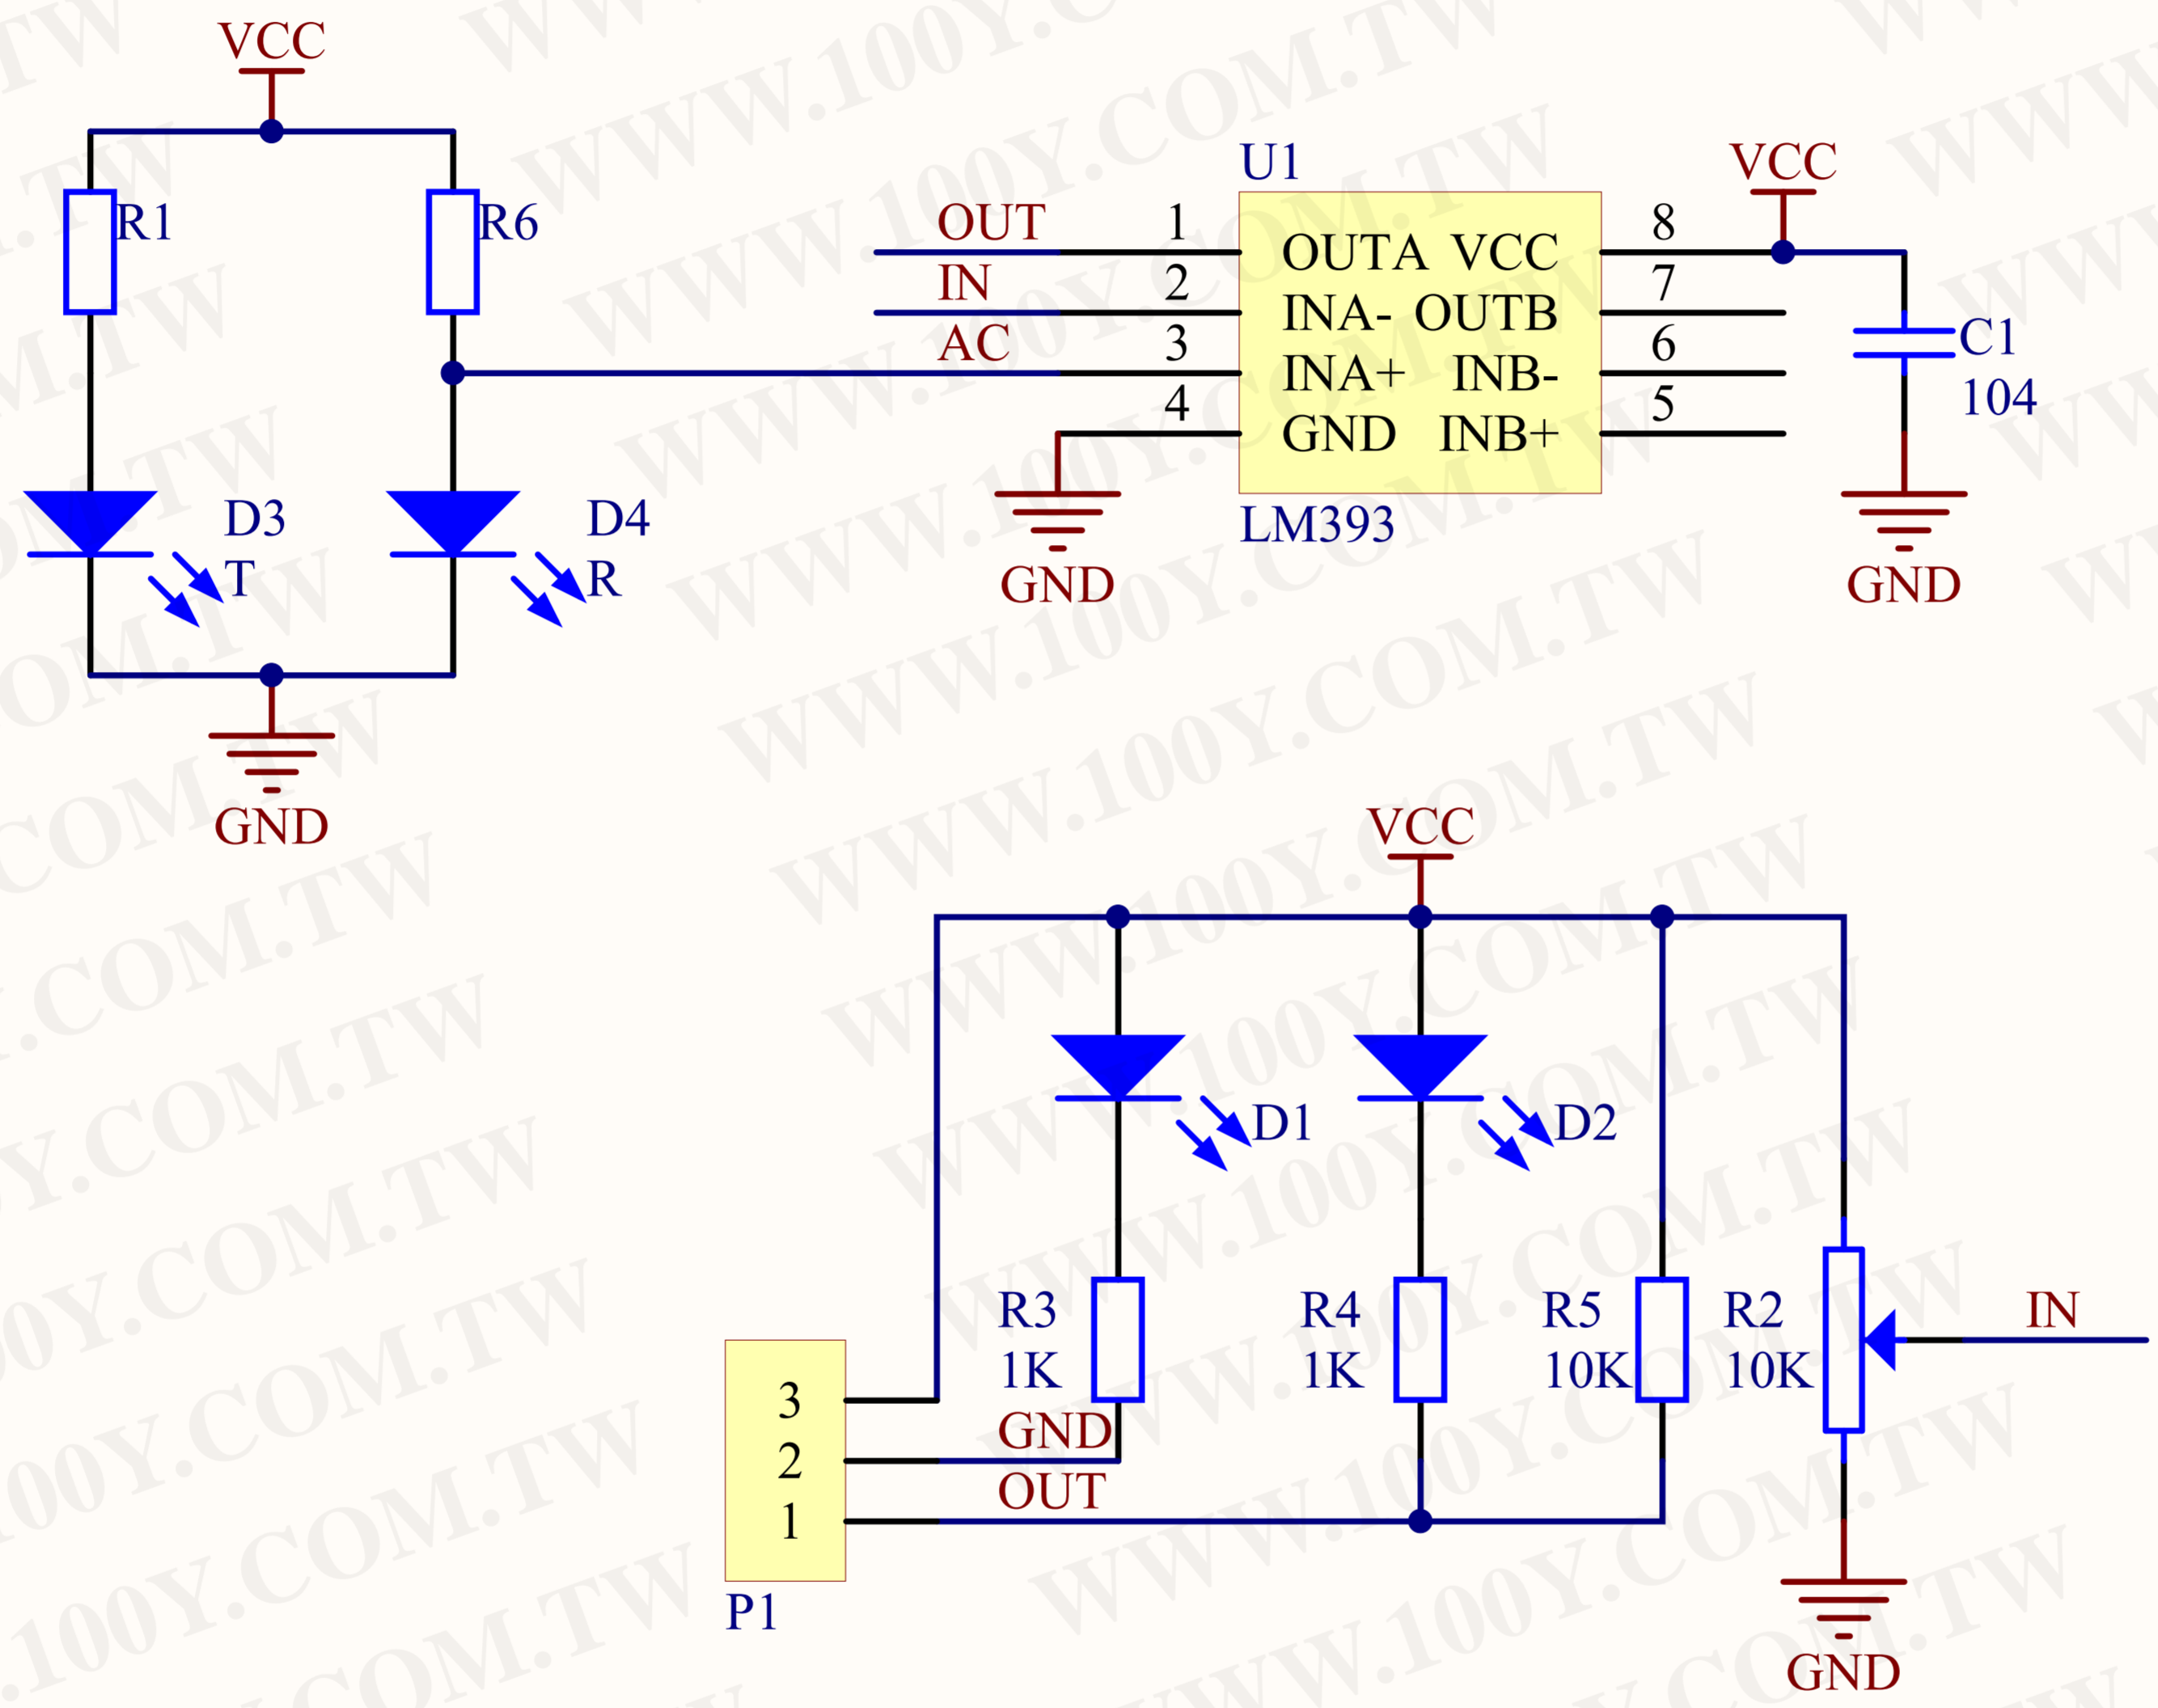 VCC
R1
R6
D3
T
D4
R
GND
U1
OUT
1
IN
2
AC
3
4
OUTA VCC
INA- OUTB
INA+ INB-
GND INB+
8
7
6
5
LM393
GND
VCC
C1
104
GND
VCC
D1
D2
R3
1K
R4
1K
R5
10K
R2
10K
IN
3
GND
2
OUT
1
P1
GND
WWW.100Y.COM.TW